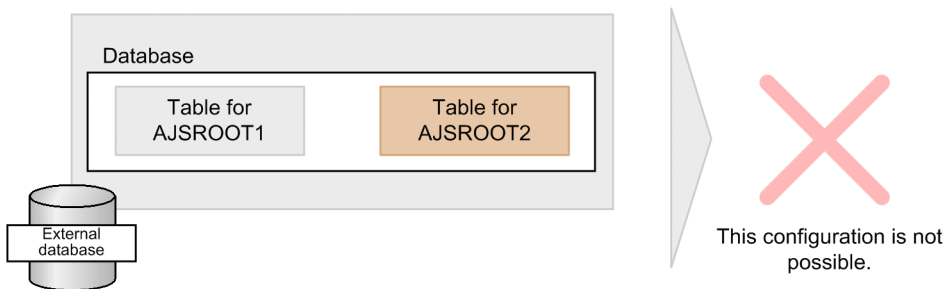 Database
Table for
AJSROOT1
Table for
AJSROOT2
External
database
This configuration is not
possible.